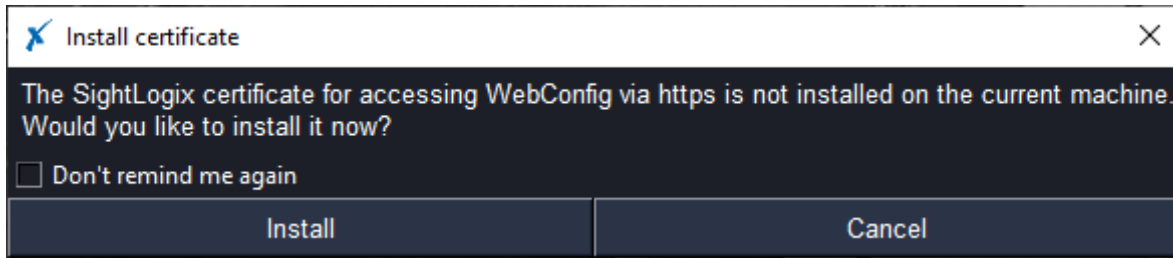 Install certificate
The SightLogix certificate for accessing WebConfig via https is not installed on the current machine.
Would you like to install it now?
Don't remind me again
Install
Cancel